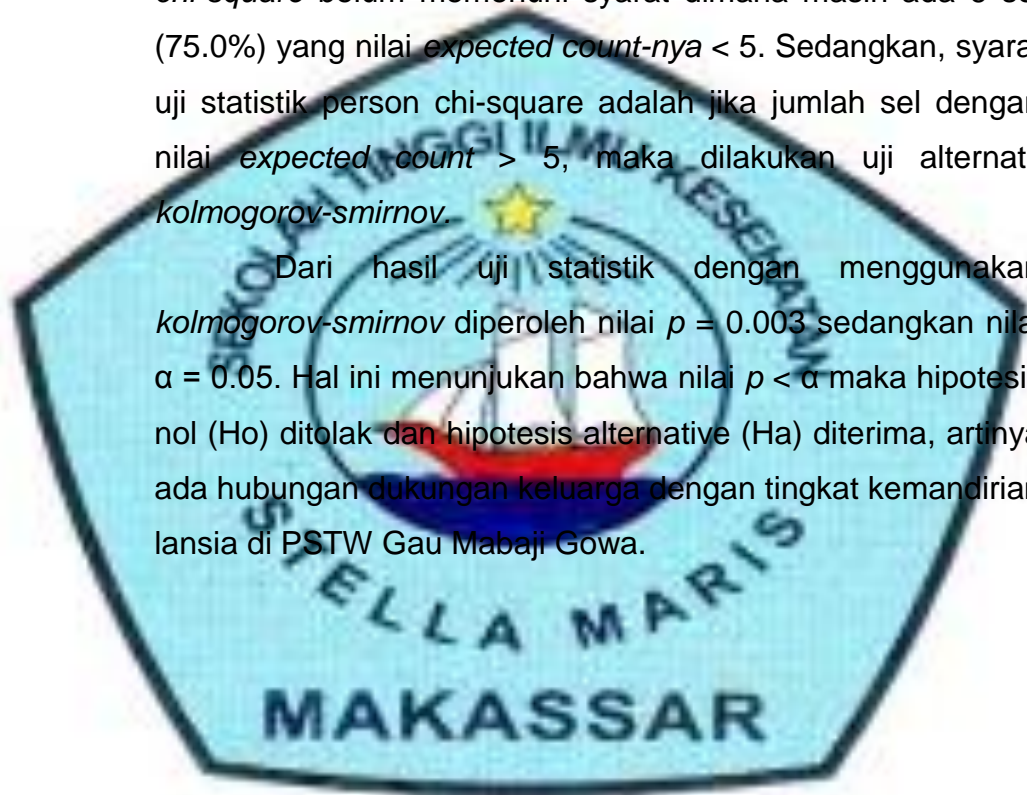 chi-square belum memenuhi syarat dimana masih ada
(75.0%) yang nilai expected count-nya < 5. Sedangkan, syara
uji statistik person chi-square adalah jika jumlah sel dengan
nilai expected count > 5, maka dilakukan uji alternat
kolmogorov-smirnov.
Dari hasil uji statistik dengan menggunakan
kolmogorov-smirnov diperoleh nilai p = 0.003 sedangkan nila
α = 0.05. Hal ini menunjukan bahwa nilai p < α maka hipotesi
nol (Ho) ditolak dan hipotesis alternative (Ha) diterima, artinya
ada hubungan dukungan keluarga dengan tingkat kemandirian
lansia di PSTW Gau Mabaji Gowa.
SEKOLAH TINGGI ILMU KESEHATAN
STELLA MARIS
MAKASSAR